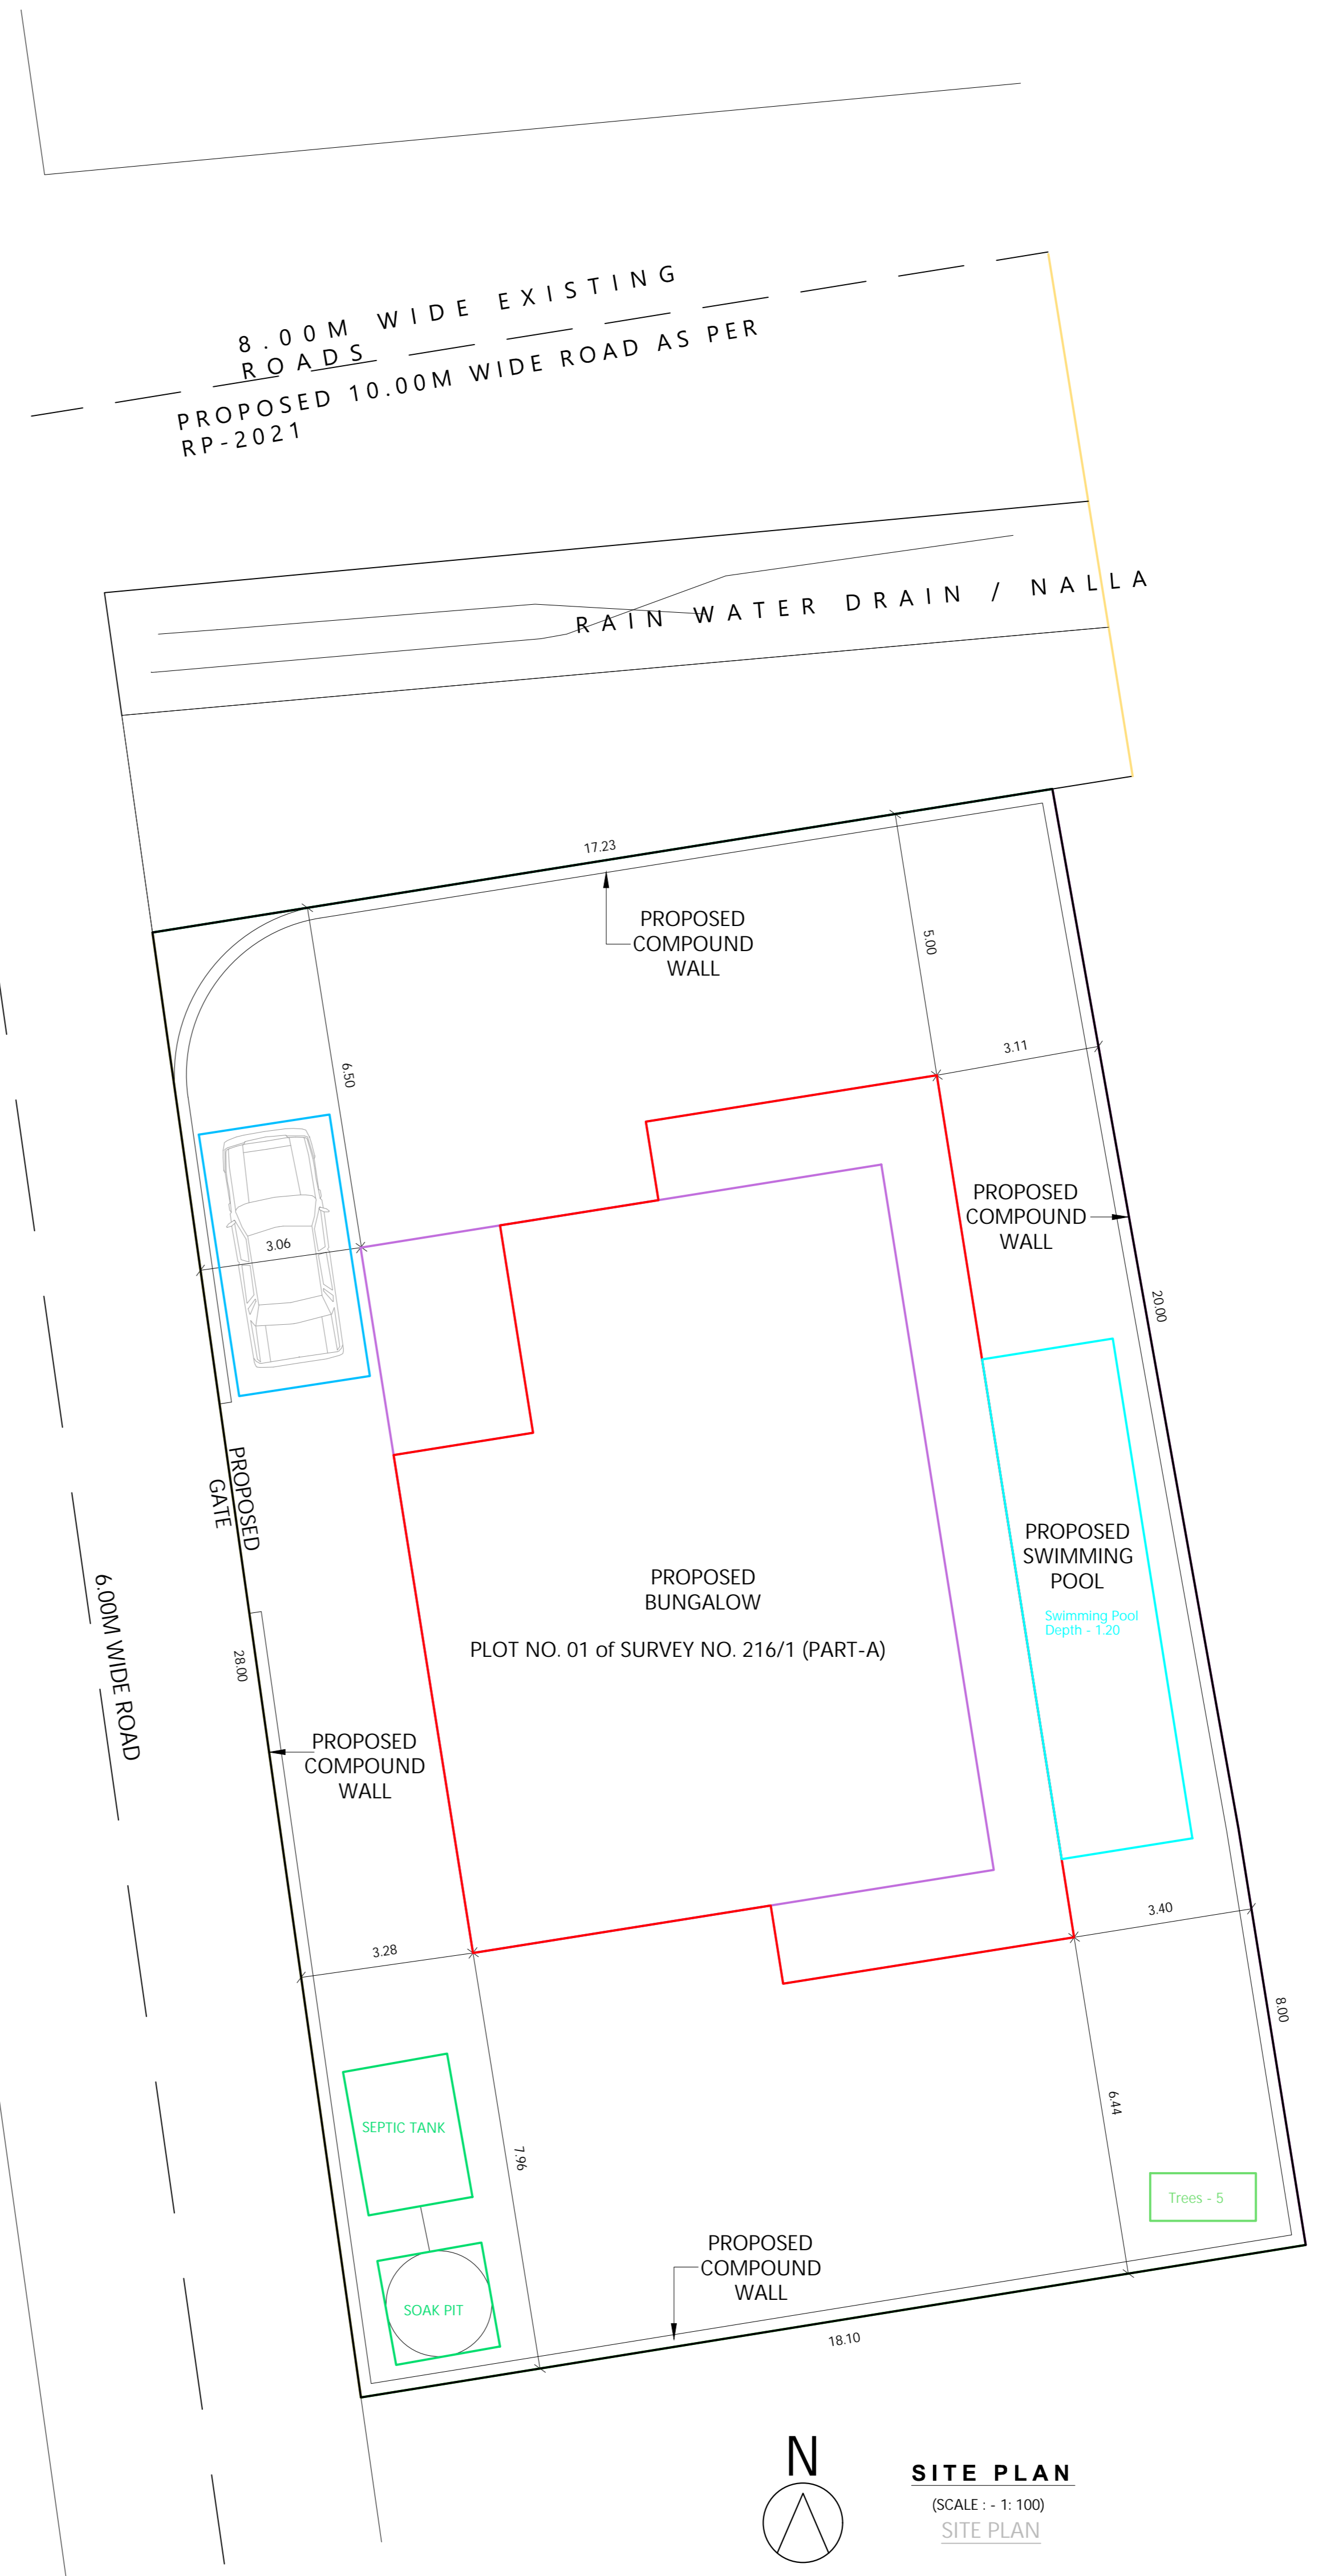 8.00M WIDE EXISTING
ROADS
PROPOSED 10.00M WIDE ROAD AS PER
RP-2021
RAIN WATER DRAIN / NALLA
17.23
PROPOSED
COMPOUND
WALL
5.00
3.11
6.50
PROPOSED
COMPOUND
WALL
3.06
20.00
PROPOSED
GATE
PROPOSED
SWIMMING
POOL
Swimming Pool
Depth - 1.20
PROPOSED
BUNGALOW
PLOT NO. 01 of SURVEY NO. 216/1 (PART-A)
6.00M WIDE ROAD
28.00
PROPOSED
COMPOUND
WALL
3.40
3.28
8.00
6.44
SEPTIC TANK
7.96
Trees - 5
PROPOSED
COMPOUND
WALL
SOAK PIT
18.10
N
SITE PLAN
(SCALE : - 1: 100)
SITE PLAN